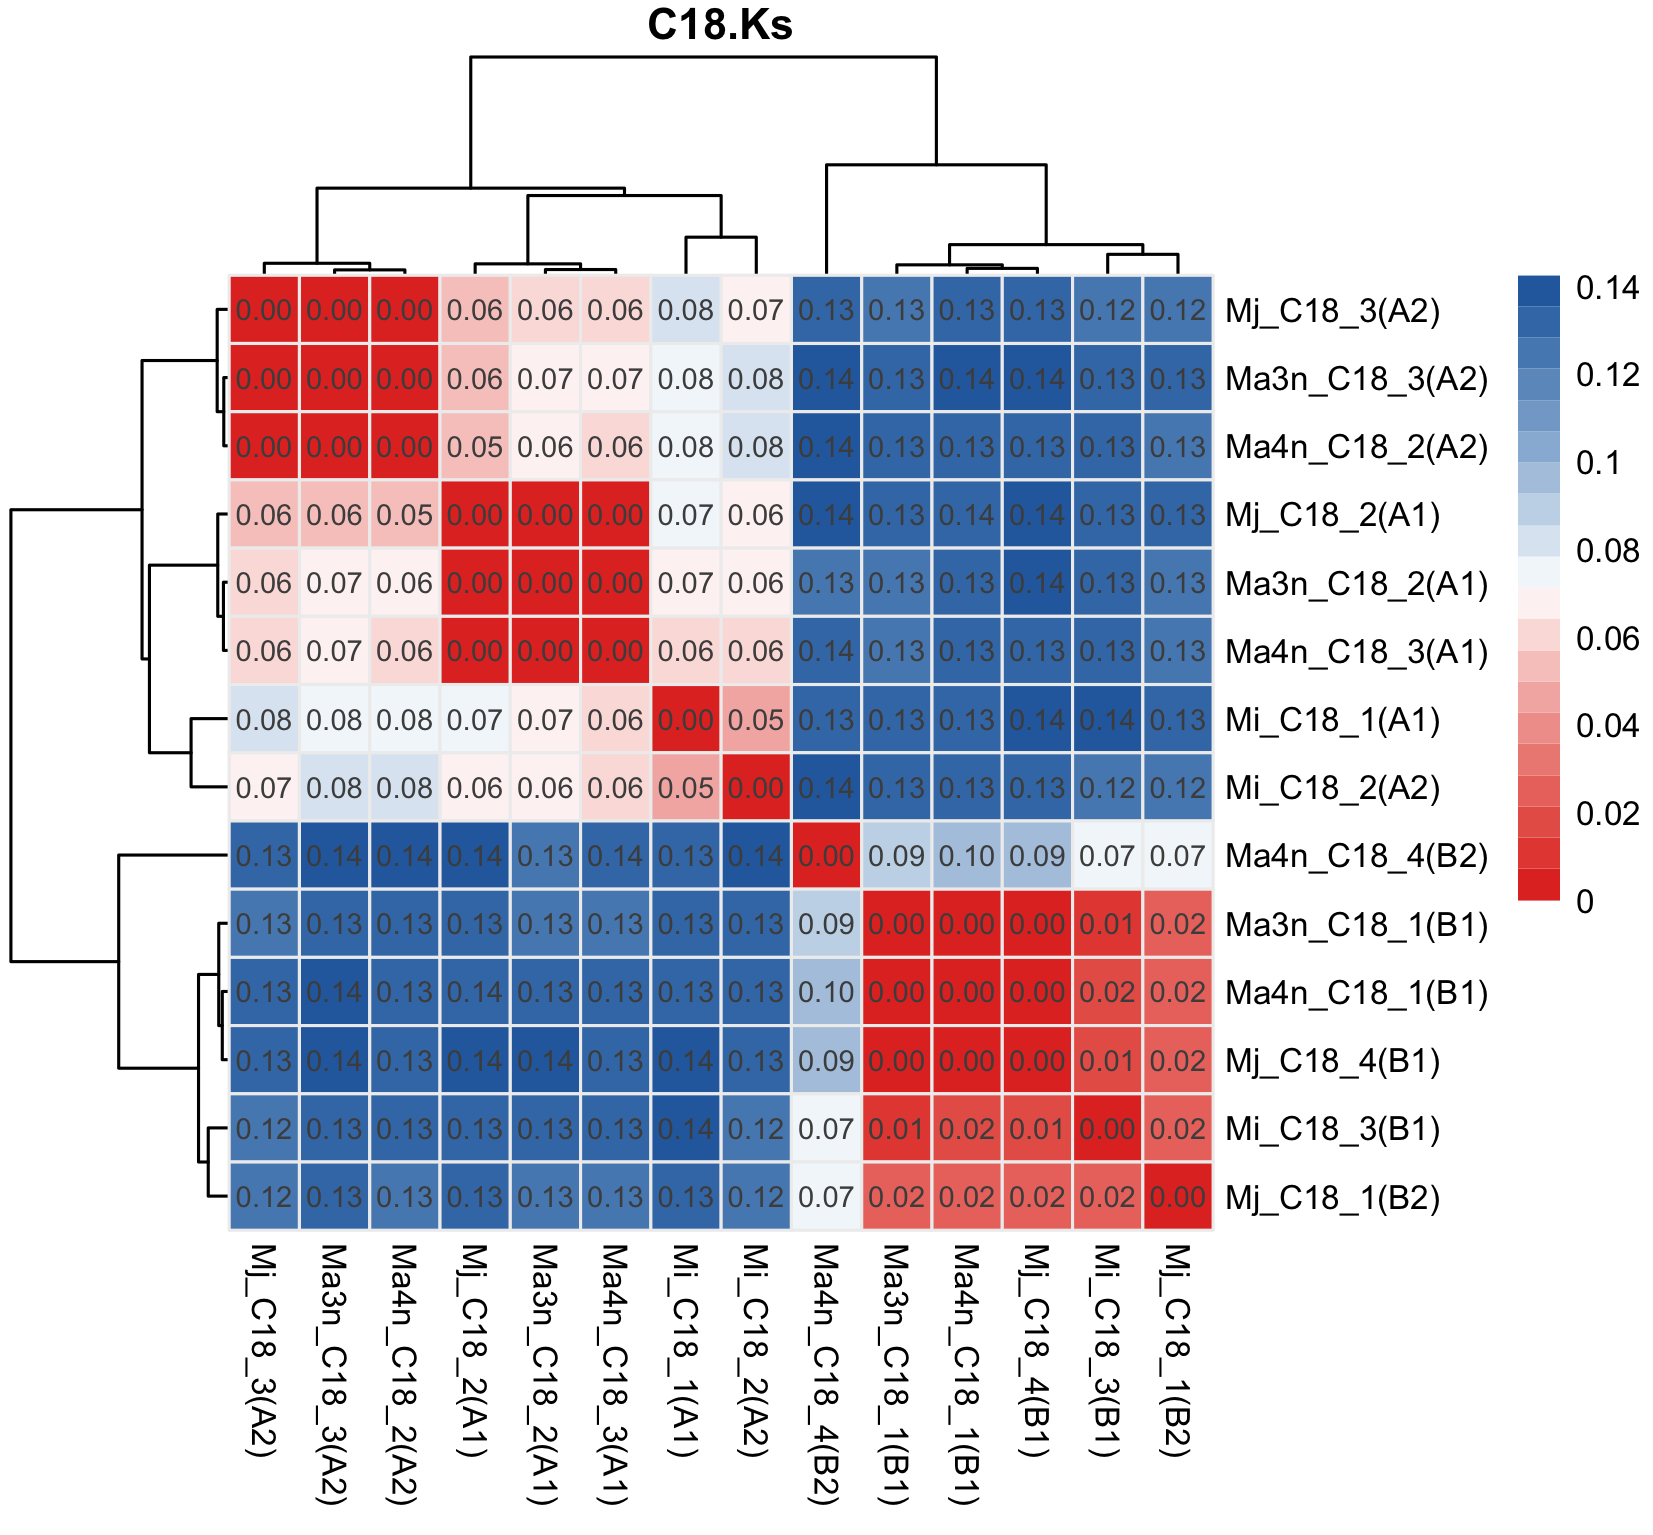 C18.Ks
0.00 0.00 0.00 0.06 0.06 0.06 0.08 0.07 0.13 0.13 0.13 0.13 0.12 0.12 Mj_C18_3(A2)
0.00 0.00 0.00 0.06 0.07 0.07 0.08 0.08 0.14 0.13 0.14 0.14 0.13 0.13 Ma3n_C18_3(A2)
0.00 0.00 0.00 0.05 0.06 0.06 0.08 0.08 0.14 0.13 0.13 0.13 0.13 0.13 Ma4n_C18_2(A2)
0.06 0.06 0.05 0.00 0.00 0.00 0.07 0.06 0.14 0.13 0.14 0.14 0.13 0.13 Mj_C18_2(A1)
0.06 0.07 0.06 0.00 0.00 0.00 0.07 0.06 0.13 0.13 0.13 0.14 0.13 0.13 Ma3n_C18_2(A1)
0.06 0.07 0.06 0.00 0.00 0.00 0.06 0.06 0.14 0.13 0.13 0.13 0.13 0.13 Ma4n_C18_3(A1)
0.08 0.08 0.08 0.07 0.07 0.06 0.00 0.05 0.13 0.13 0.13 0.14 0.14 0.13 Mi_C18_1(A1)
0.07 0.08 0.08 0.06 0.06 0.06 0.05 0.00 0.14 0.13 0.13 0.13 0.12 0.12 Mi_C18_2(A2)
0.13 0.14 0.14 0.14 0.13 0.14 0.13 0.14 0.00 0.09 0.10 0.09 0.07 0.07 Ma4n_C18_4(B2)
0.13 0.13 0.13 0.13 0.13 0.13 0.13 0.13 0.09 0.00 0.00 0.00 0.01 0.02 Ma3n_C18_1(B1)
0.13 0.14 0.13 0.14 0.13 0.13 0.13 0.13 0.10 0.00 0.00 0.00 0.02 0.02 Ma4n_C18_1(B1)
0.13 0.14 0.13 0.14 0.14 0.13 0.14 0.13 0.09 0.00 0.00 0.00 0.01 0.02 Mj_C18_4(B1)
0.12 0.13 0.13 0.13 0.13 0.13 0.14 0.12 0.07 0.01 0.02 0.01 0.00 0.02 Mi_C18_3(B1)
0.12 0.13 0.13 0.13 0.13 0.13 0.13 0.12 0.07 0.02 0.02 0.02 0.02 0.00 Mj_C18_1(B2)
Mj_C18_3(A2)
Ma3n_C18_3(A2)
Ma4n_C18_2(A2)
Mj_C18_2(A1)
Ma3n_C18_2(A1)
Ma4n_C18_3(A1)
Mi_C18_1(A1)
Mi_C18_2(A2)
Ma4n_C18_4(B2)
Ma3n_C18_1(B1)
Ma4n_C18_1(B1)
Mj_C18_4(B1)
Mi_C18_3(B1)
Mj_C18_1(B2)
0.14
0.12
0.1
0.08
0.06
0.04
0.02
0